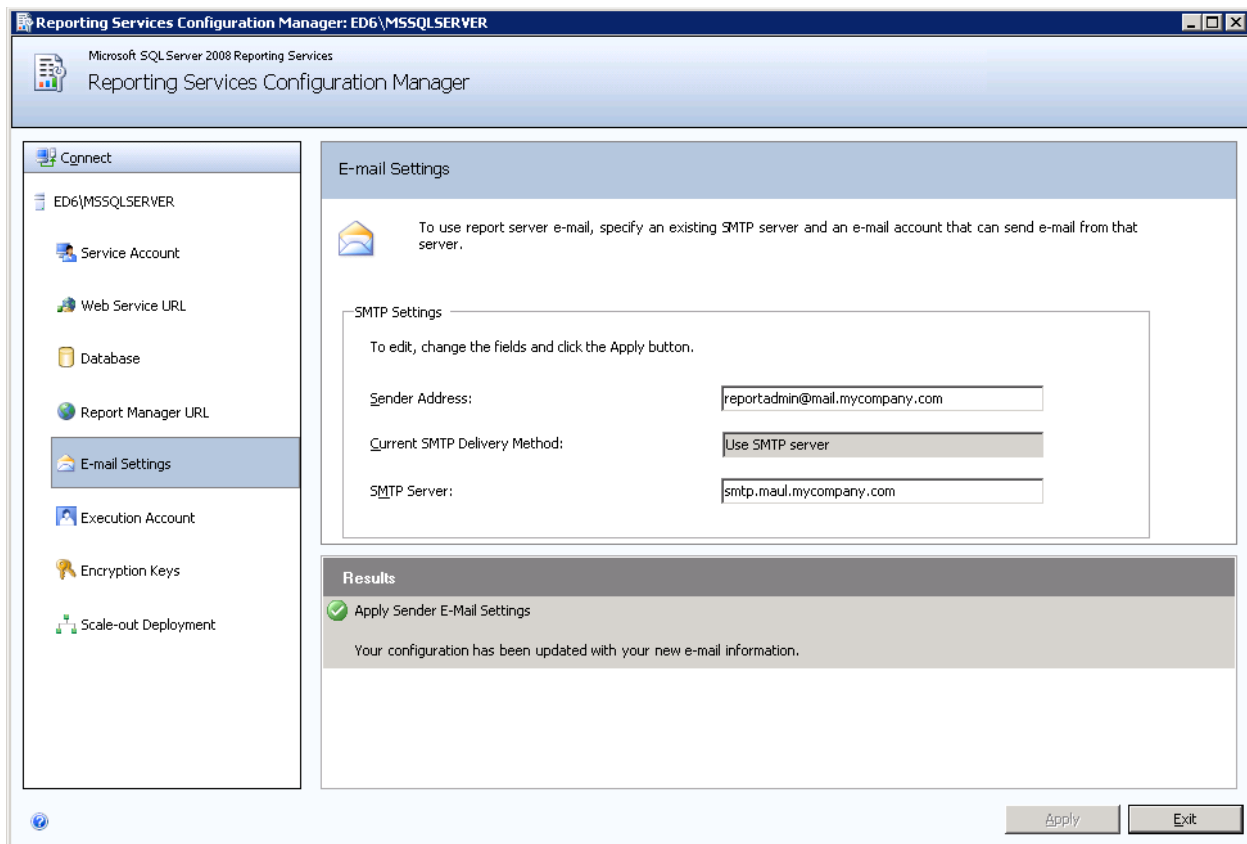 Reporting Services Configuration Manager: ED6\MSSQLSERVER
Microsoft SQL Server 2008 Reporting Services
Reporting Services Configuration Manager
Connect
ED6\MSSQLSERVER
Service Account
Web Service URL
Database
Report Manager URL
E-mail Settings
Execution Account
Encryption Keys
Scale-out Deployment
E-mail Settings
To use report server e-mail, specify an existing SMTP server and an e-mail account that can send e-mail from that
server.
SMTP Settings
To edit, change the fields and click the Apply button.
Sender Address:
reportadmin@mail.mycompany.com
Current SMTP Delivery Method:
Use SMTP server
SMTP Server:
smtp.maul.mycompany.com
Results
Apply Sender E-Mail Settings
Your configuration has been updated with your new e-mail information.
Apply
Exit